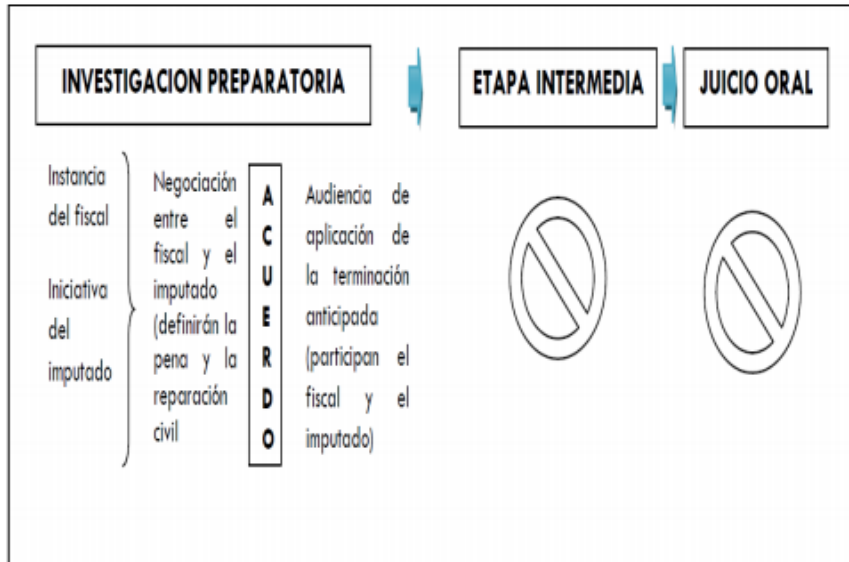 INVESTIGACION PREPARATORIA
ETAPA INTERMEDIA
JUICIO ORAL
Instancia
del fiscal
Iniciativa
del
imputado
Negociación
entre el
fiscal y el
imputado
(definirán la
pena y la
reparación
civil
A
C
U
E
R
D
O
Audiencia de
aplicación de
la terminación
anticipada
(participan el
fiscal y el
imputado)